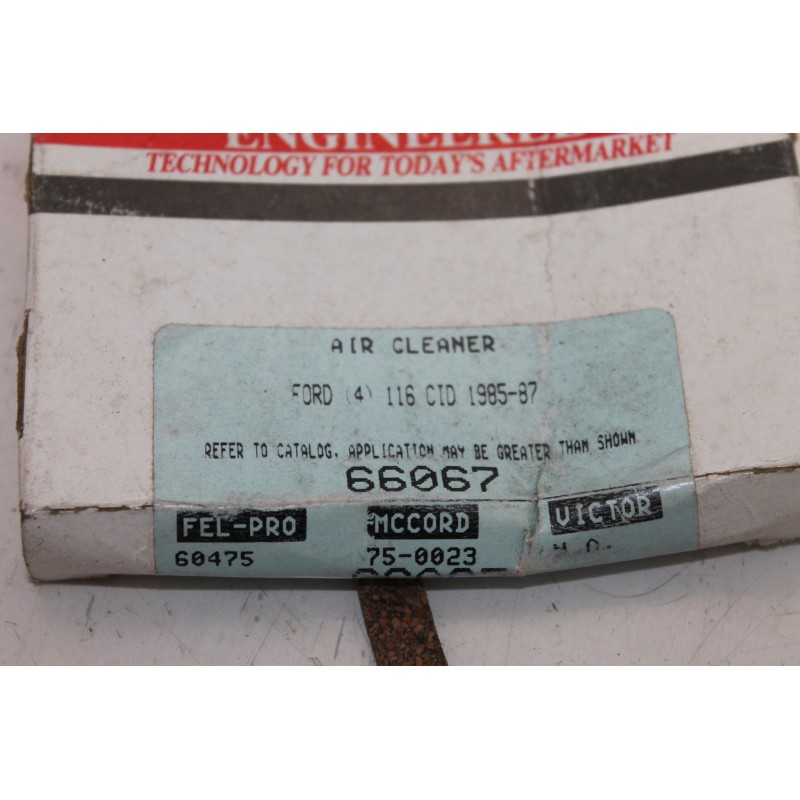 ENGINEERED
TECHNOLOGY FOR TODAY'S AFTERMARKET
AIR CLEANER
FORD (4) 116 CID 1985-87
REFER TO CATALOG. APPLICATION MAY BE GREATER THAN SHOWN
66067
FEL-PRO MCCORD VICTOR
60475 75-0023